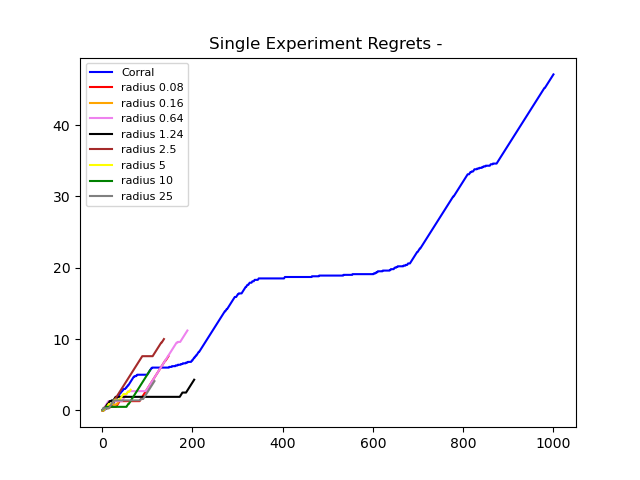 Single Experiment Regrets -
Corral
radius 0.08
radius 0.16
radius 0.64
radius 1.24
radius 2.5
radius 5
radius 10
radius 25
40
30
20
10
0
0 200 400 600 800 1000